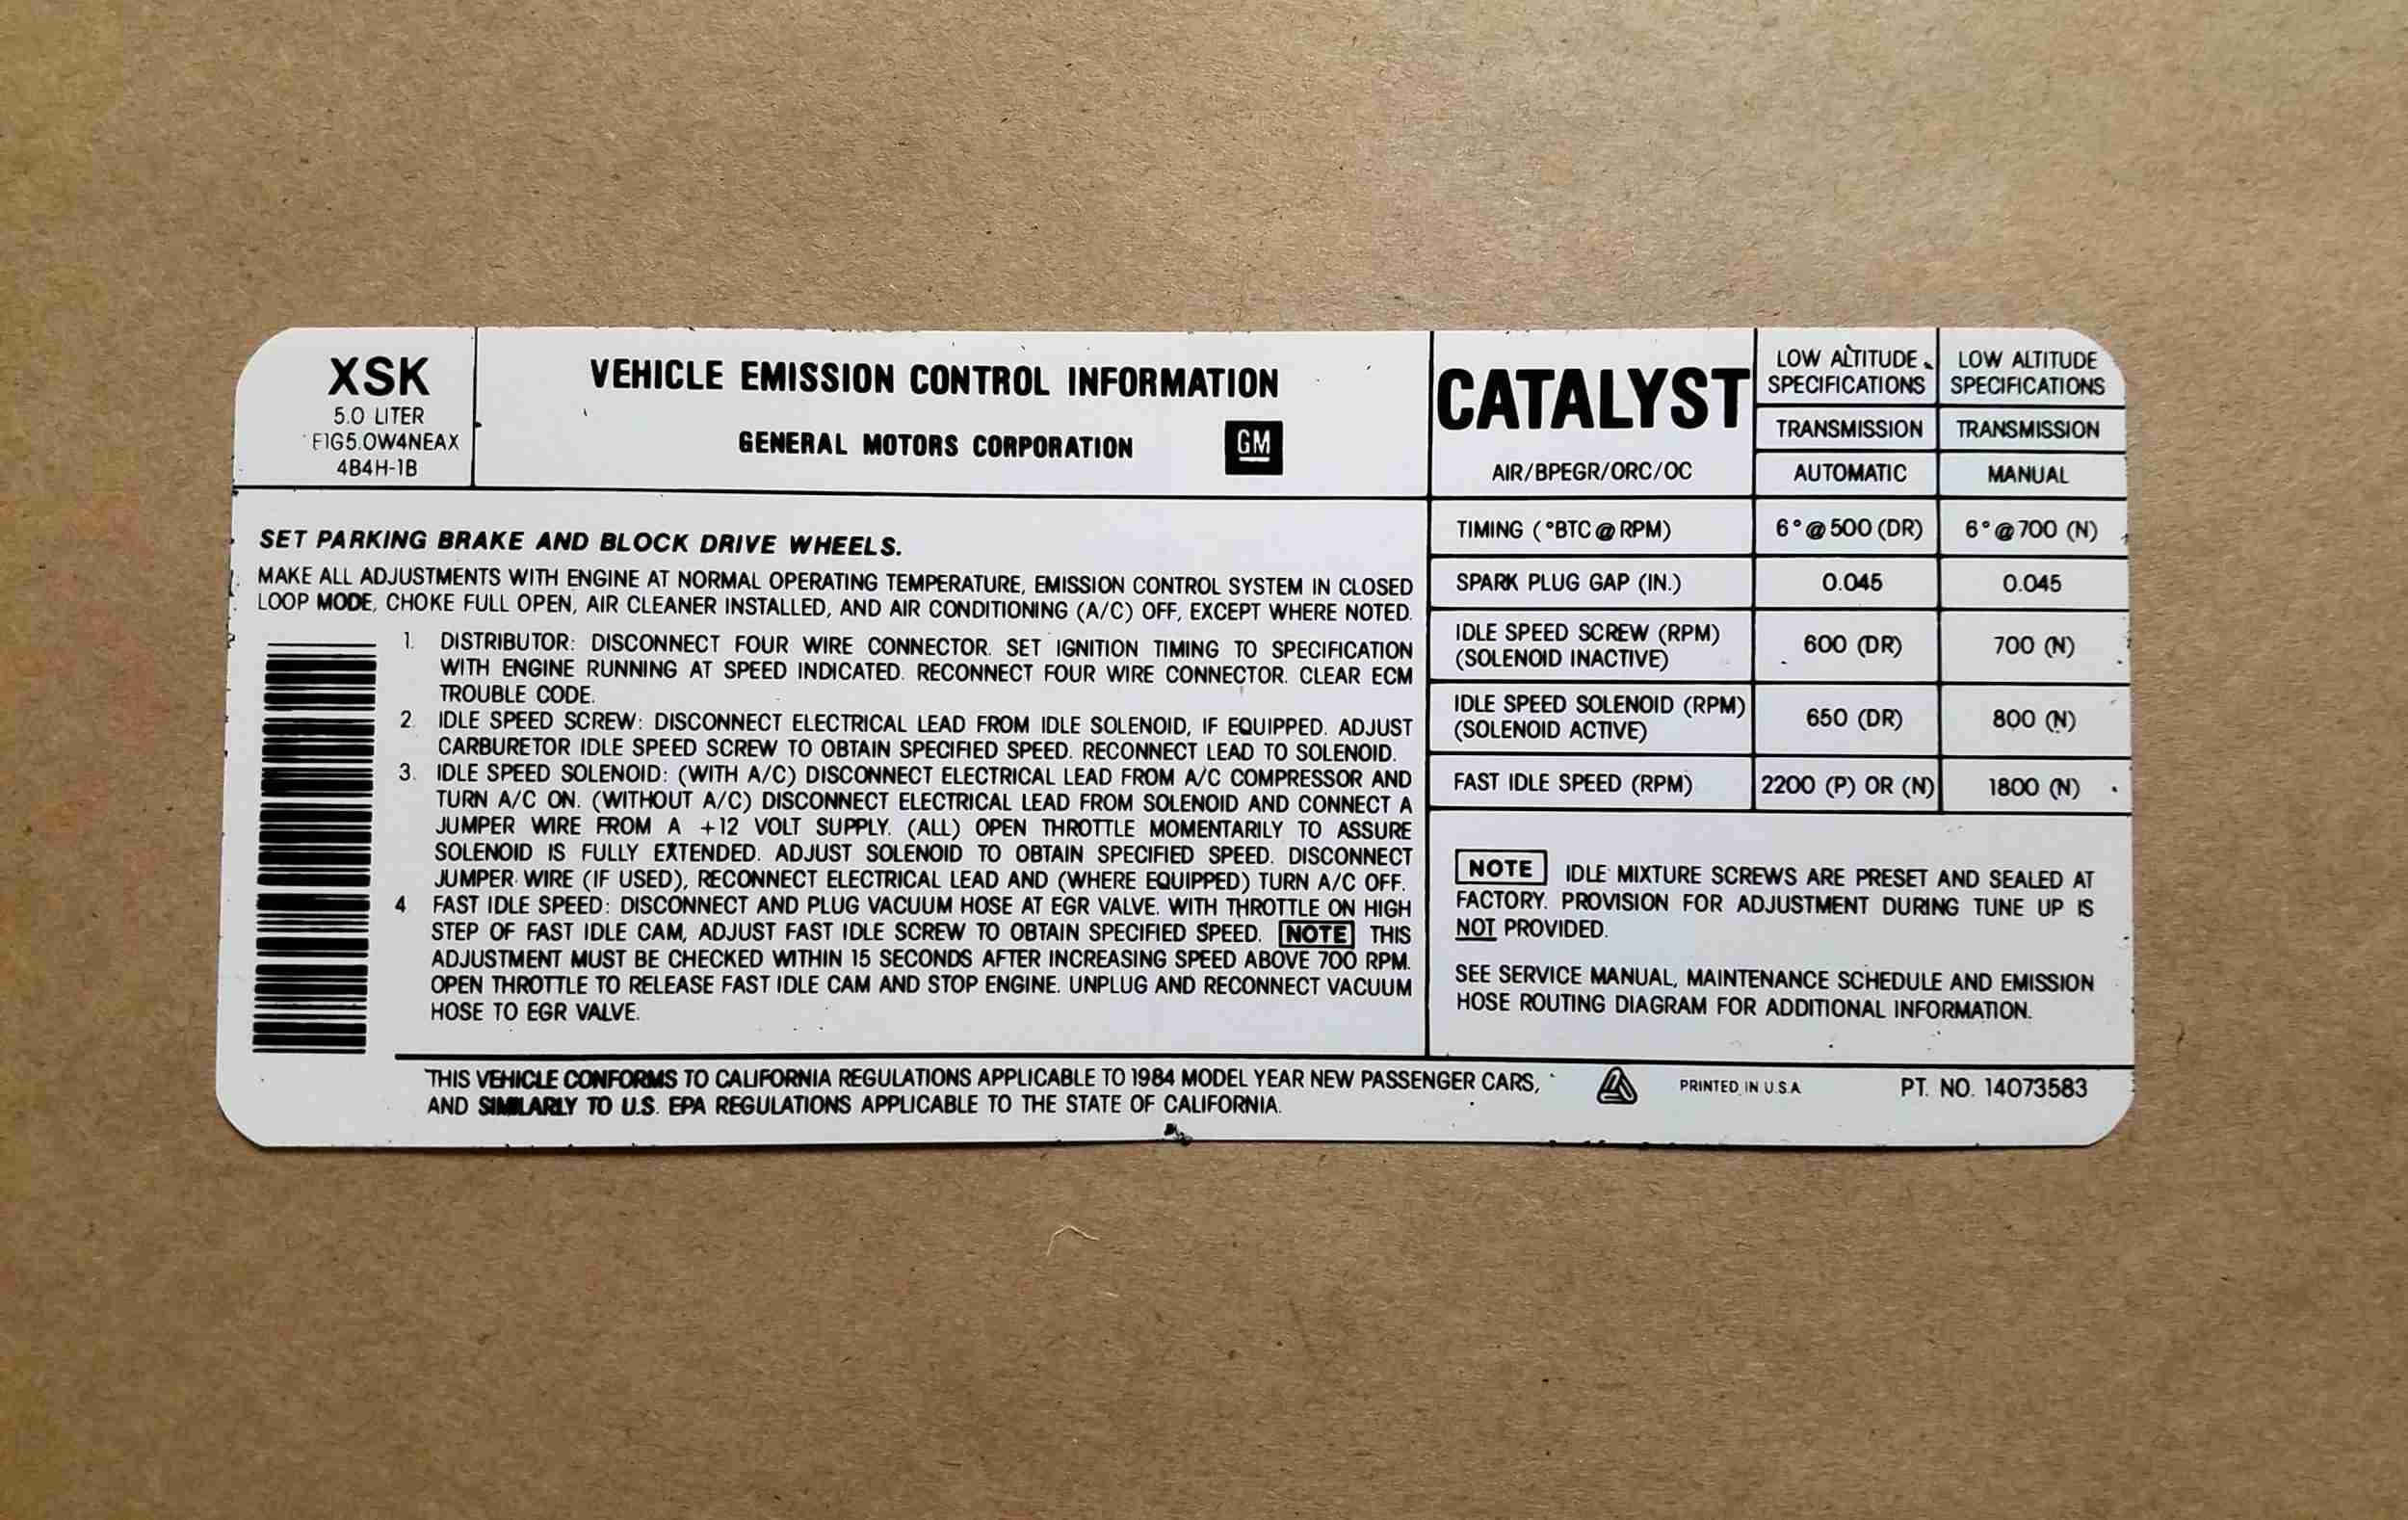 XSK
5.0 LITER
E1G5.0W4NEAX
4B4H-1B
VEHICLE EMISSION CONTROL INFORMATION
GENERAL MOTORS CORPORATION
GM
CATALYST
AIR/BPEGR/ORC/OC
LOW ALTITUDE
SPECIFICATIONS
TRANSMISSION
AUTOMATIC
LOW ALTITUDE
SPECIFICATIONS
TRANSMISSION
MANUAL
SET PARKING BRAKE AND BLOCK DRIVE WHEELS.
MAKE ALL ADJUSTMENTS WITH ENGINE AT NORMAL OPERATING TEMPERATURE, EMISSION CONTROL SYSTEM IN CLOSED
LOOP MODE, CHOKE FULL OPEN, AIR CLEANER INSTALLED, AND AIR CONDITIONING (A/C) OFF, EXCEPT WHERE NOTED.
1. DISTRIBUTOR: DISCONNECT FOUR WIRE CONNECTOR. SET IGNITION TIMING TO SPECIFICATION
WITH ENGINE RUNNING AT SPEED INDICATED. RECONNECT FOUR WIRE CONNECTOR. CLEAR ECM
TROUBLE CODE.
2. IDLE SPEED SCREW: DISCONNECT ELECTRICAL LEAD FROM IDLE SOLENOID, IF EQUIPPED. ADJUST
CARBURETOR IDLE SPEED SCREW TO OBTAIN SPECIFIED SPEED. RECONNECT LEAD TO SOLENOID.
3. IDLE SPEED SOLENOID: (WITH A/C) DISCONNECT ELECTRICAL LEAD FROM A/C COMPRESSOR AND
TURN A/C ON. (WITHOUT A/C) DISCONNECT ELECTRICAL LEAD FROM SOLENOID AND CONNECT A
JUMPER WIRE FROM A +12 VOLT SUPPLY. (ALL) OPEN THROTTLE MOMENTARILY TO ASSURE
SOLENOID IS FULLY EXTENDED. ADJUST SOLENOID TO OBTAIN SPECIFIED SPEED. DISCONNECT
JUMPER WIRE (IF USED), RECONNECT ELECTRICAL LEAD AND (WHERE EQUIPPED) TURN A/C OFF.
4 FAST IDLE SPEED: DISCONNECT AND PLUG VACUUM HOSE AT EGR VALVE. WITH THROTTLE ON HIGH
STEP OF FAST IDLE CAM, ADJUST FAST IDLE SCREW TO OBTAIN SPECIFIED SPEED. NOTE THIS
ADJUSTMENT MUST BE CHECKED WITHIN 15 SECONDS AFTER INCREASING SPEED ABOVE 700 RPM.
OPEN THROTTLE TO RELEASE FAST IDLE CAM AND STOP ENGINE. UNPLUG AND RECONNECT VACUUM
HOSE TO EGR VALVE.
TIMING (°BTC@RPM) 6°@500 (DR) 6°@700 (N)
SPARK PLUG GAP (IN.) 0.045 0.045
IDLE SPEED SCREW (RPM)
(SOLENOID INACTIVE) 600 (DR) 700 (N)
IDLE SPEED SOLENOID (RPM)
(SOLENOID ACTIVE) 650 (DR) 800 (N)
FAST IDLE SPEED (RPM) 2200 (P) OR (N) 1800 (N)
NOTE IDLE MIXTURE SCREWS ARE PRESET AND SEALED AT
FACTORY. PROVISION FOR ADJUSTMENT DURING TUNE UP IS
NOT PROVIDED.
SEE SERVICE MANUAL, MAINTENANCE SCHEDULE AND EMISSION
HOSE ROUTING DIAGRAM FOR ADDITIONAL INFORMATION.
THIS VEHICLE CONFORMS TO CALIFORNIA REGULATIONS APPLICABLE TO 1984 MODEL YEAR NEW PASSENGER CARS,
AND SIMILARLY TO U.S. EPA REGULATIONS APPLICABLE TO THE STATE OF CALIFORNIA.
PRINTED IN U.S.A.
PT. NO. 14073583